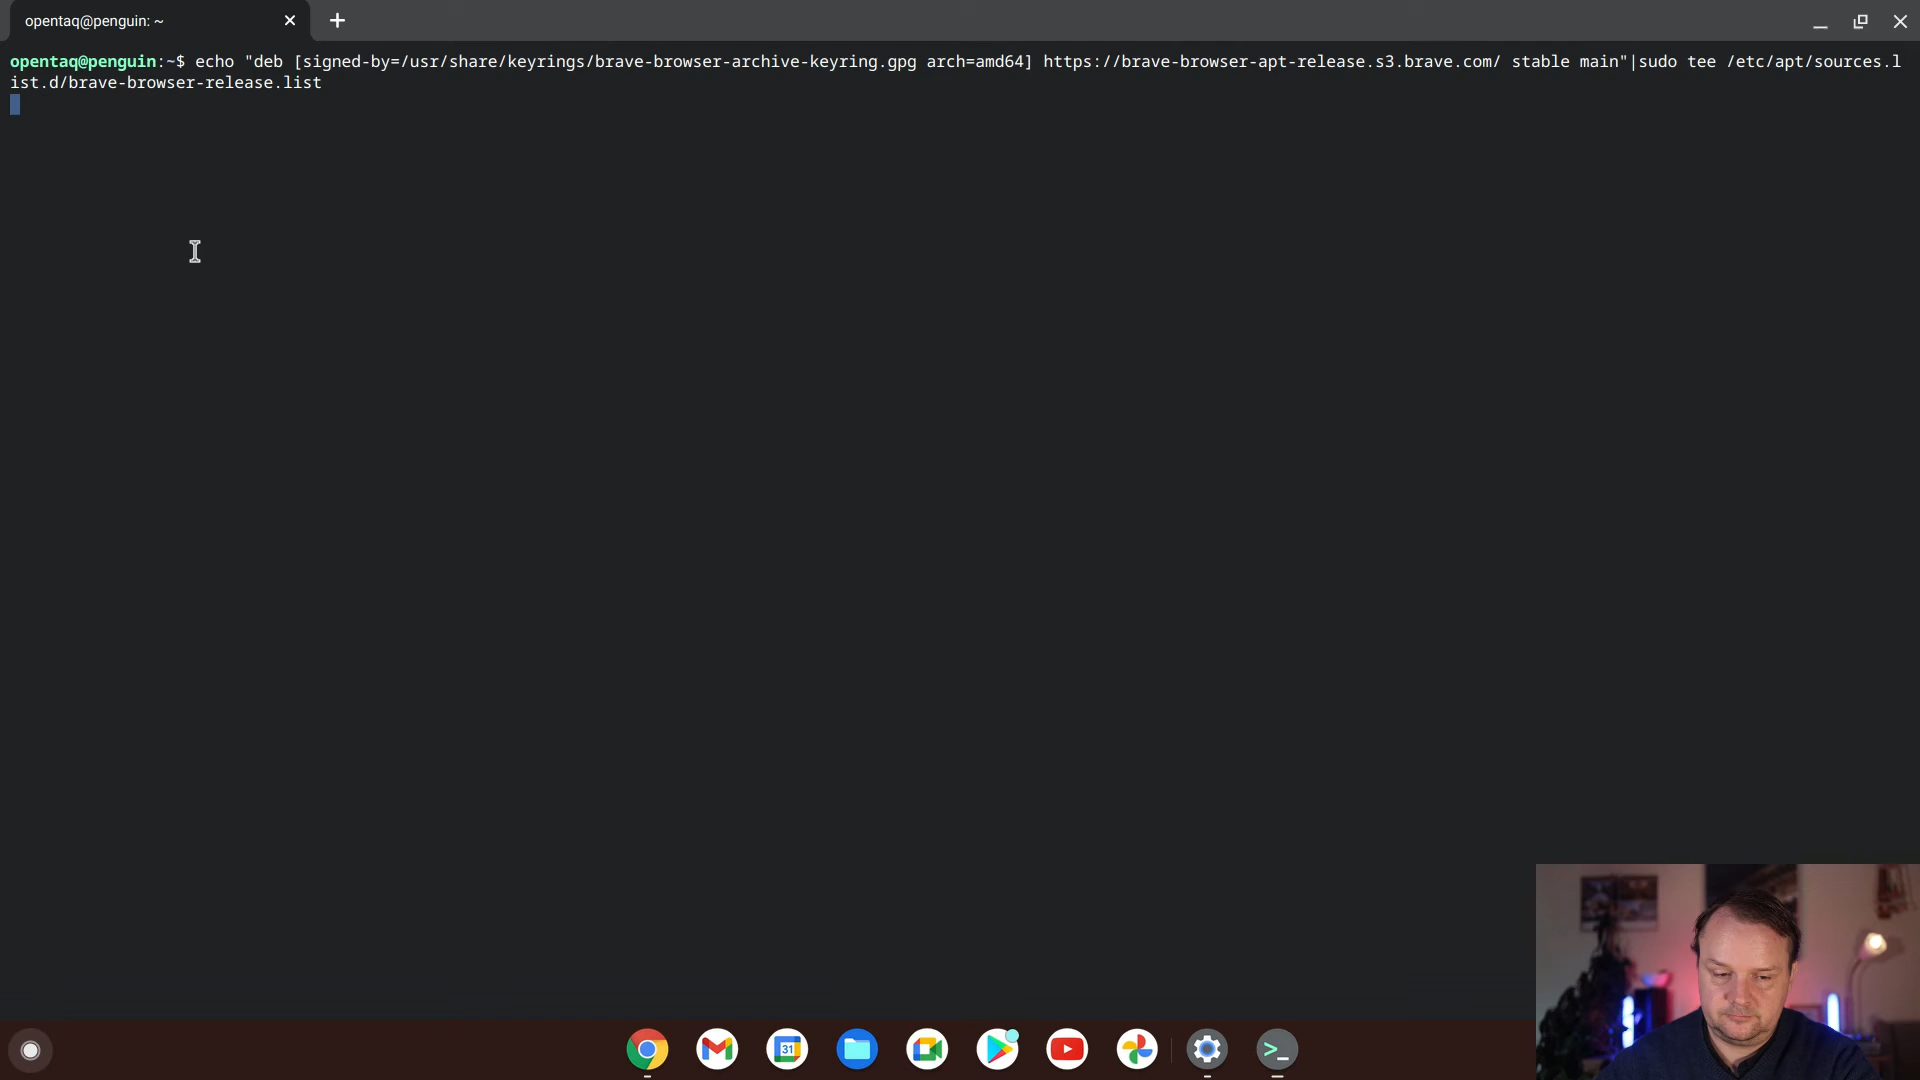 opentaq@penguin: ~
opentaq@penguin:~$ echo "deb [signed-by=/usr/share/keyrings/brave-browser-archive-keyring.gpg arch=amd64] https://brave-browser-apt-release.s3.brave.com/ stable main"|sudo tee /etc/apt/sources.l
ist.d/brave-browser-release.list
31